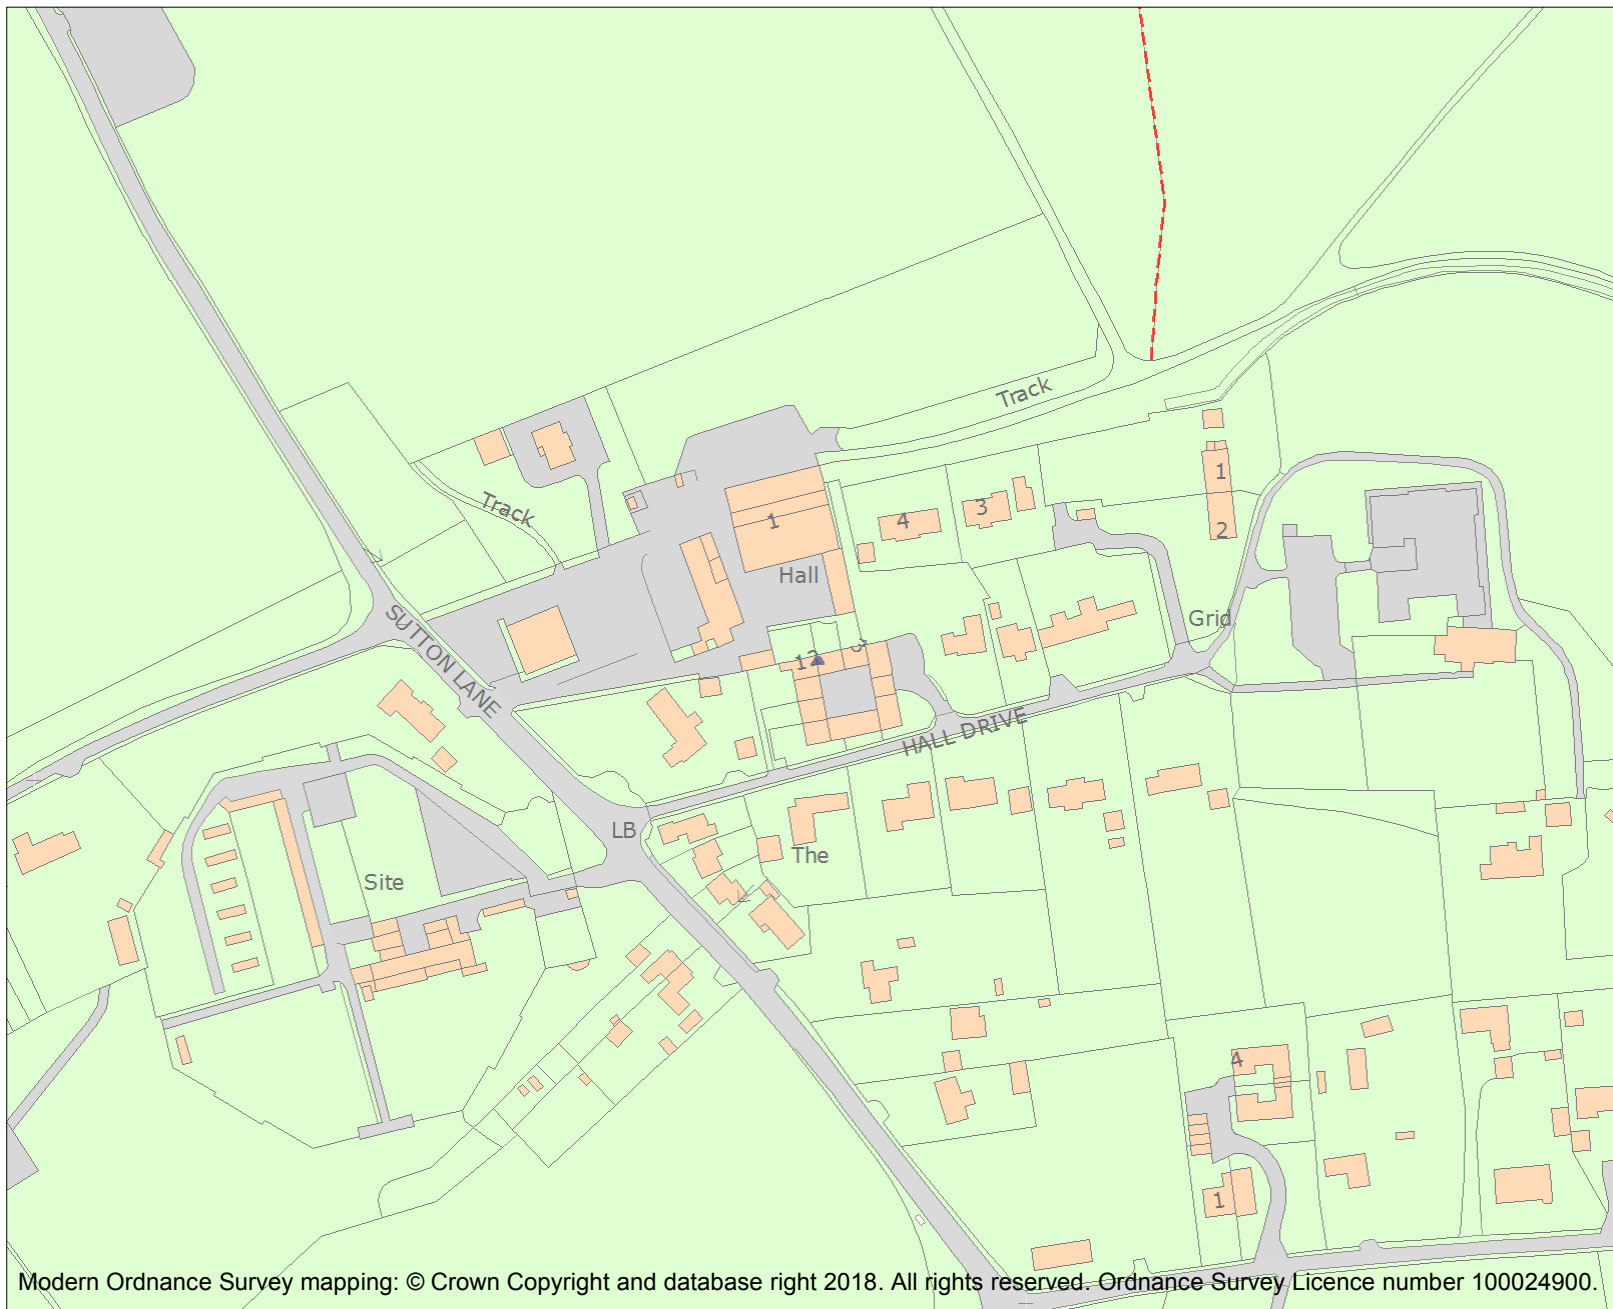 Track
Track
1
4
3
1
2
Hall
SUTTON LANE
Grid
12
3
HALL DRIVE
LB
The
Site
4
1
Modern Ordnance Survey mapping: © Crown Copyright and database right 2018. All rights reserved. Ordnance Survey Licence number 100024900.